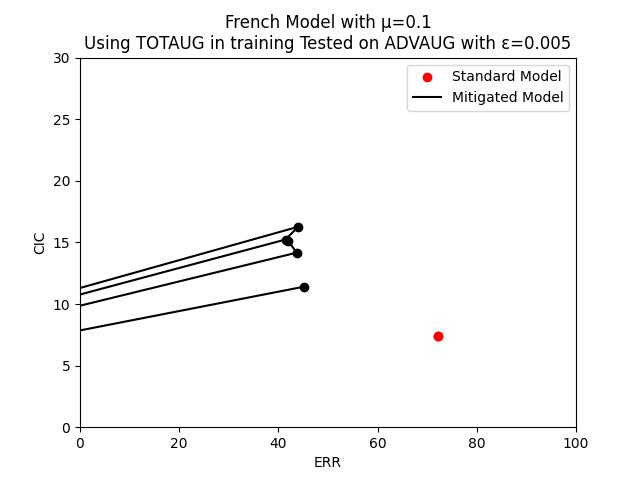 French Model with μ=0.1
Using TOTAUG in training Tested on ADVAUG with ε=0.005
Standard Model
Mitigated Model
CIC
30
25
20
15
10
5
0
0 20 40 60 80 100
ERR